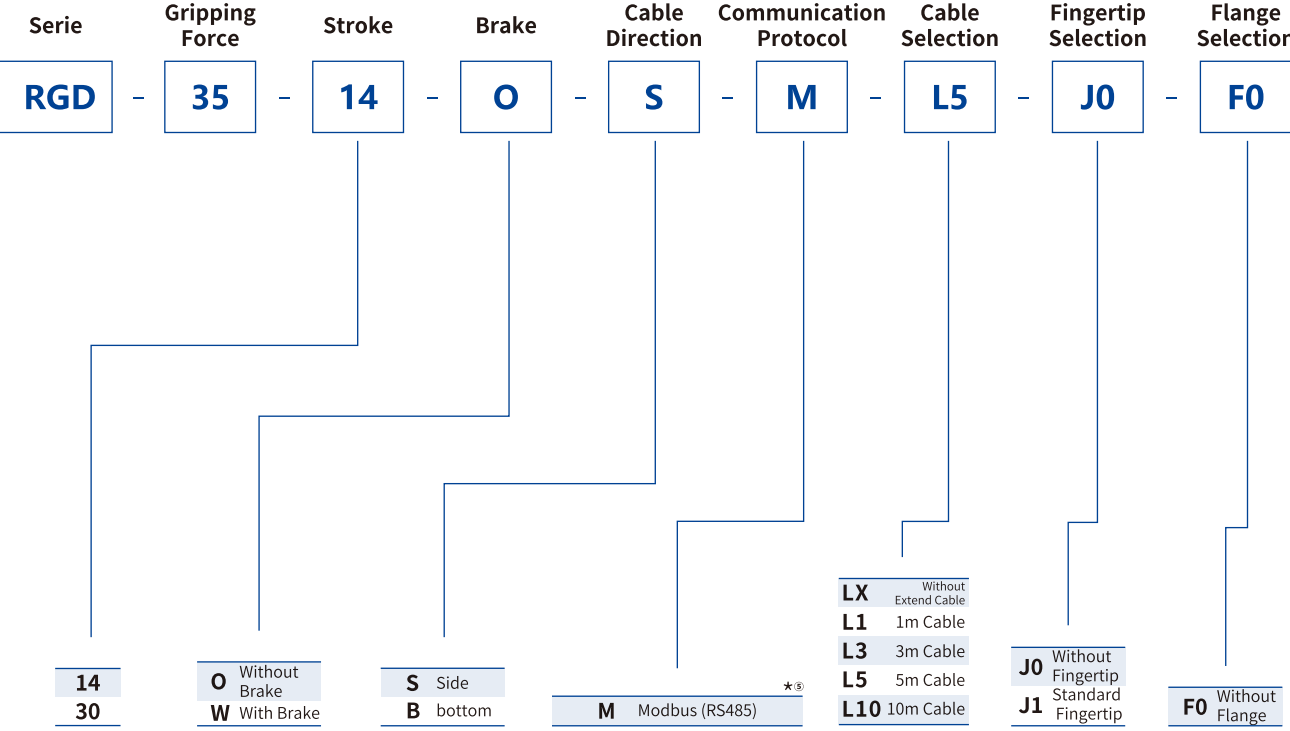 Serie
Gripping
Force
Stroke
Brake
Cable
Direction
Communication
Protocol
Cable
Selection
Fingertip
Selection
Flange
Selection
RGD - 35 - 14 - O - S - M - L5 - J0 - F0
14
30
O Without
Brake
W With Brake
S Side
B bottom
*⑤
M Modbus (RS485)
LX Without
Extend Cable
L1 1m Cable
L3 3m Cable
L5 5m Cable
L10 10m Cable
J0 Without
Fingertip
J1 Standard
Fingertip
F0 Without
Flange